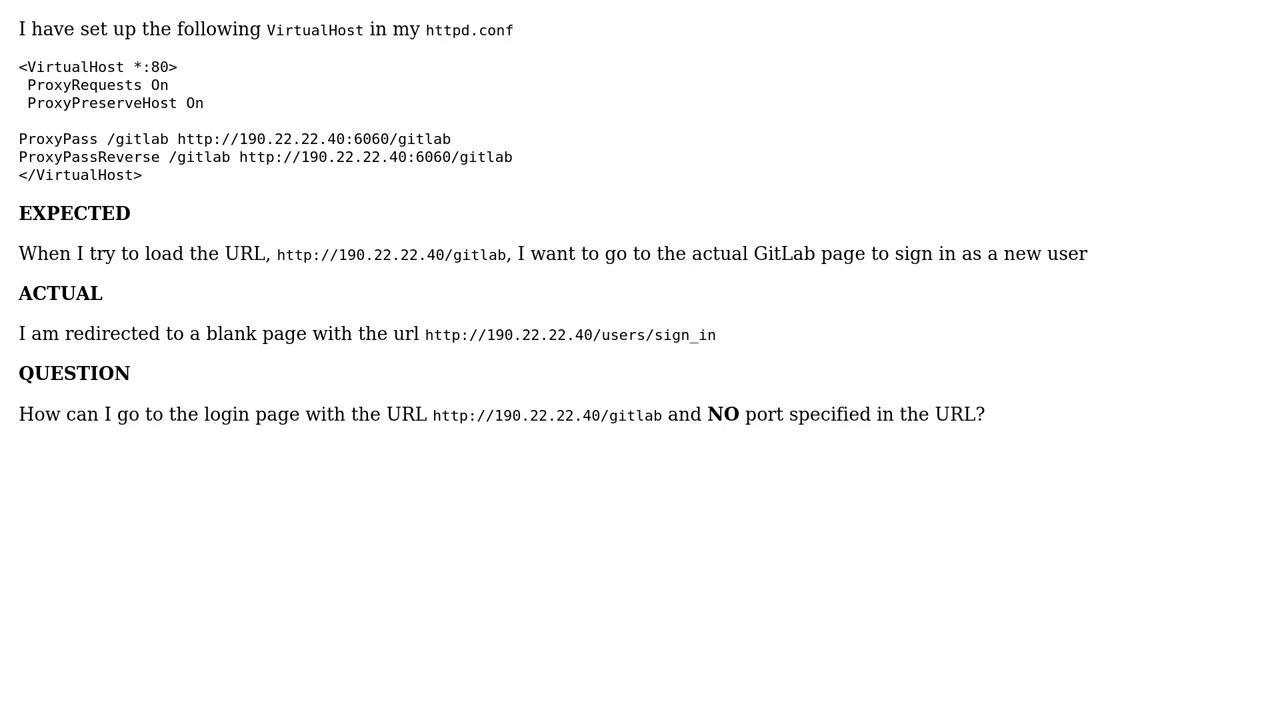 I have set up the following VirtualHost in my httpd.conf
<VirtualHost *:80>
ProxyRequests On
ProxyPreserveHost On
ProxyPass /gitlab http://190.22.22.40:6060/gitlab
ProxyPassReverse /gitlab http://190.22.22.40:6060/gitlab
</VirtualHost>
EXPECTED
When I try to load the URL, http://190.22.22.40/gitlab, I want to go to the actual GitLab page to sign in as a new user
ACTUAL
I am redirected to a blank page with the url http://190.22.22.40/users/sign_in
QUESTION
How can I go to the login page with the URL http://190.22.22.40/gitlab and NO port specified in the URL?